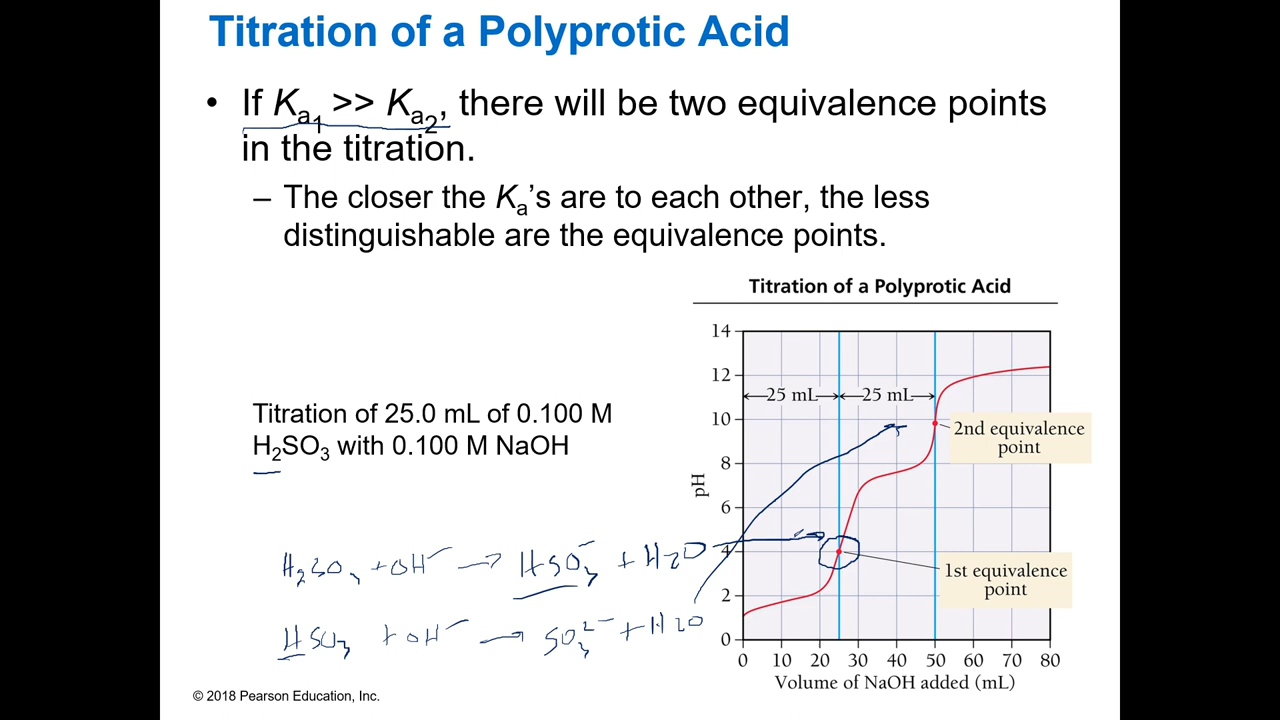 Titration of a Polyprotic Acid
• If Ka1 >> Ka2, there will be two equivalence points
in the titration.
– The closer the Ka's are to each other, the less
distinguishable are the equivalence points.
Titration of 25.0 mL of 0.100 M
H2SO3 with 0.100 M NaOH
H2SO3 + OH⁻ → HSO3⁻ + H2O
HSO3 + OH⁻ → SO3²⁻ + H2O
Titration of a Polyprotic Acid
14
12
10
8
6
4
2
0
pH
25 mL
25 mL
2nd equivalence
point
1st equivalence
point
0 10 20 30 40 50 60 70 80
Volume of NaOH added (mL)
© 2018 Pearson Education, Inc.